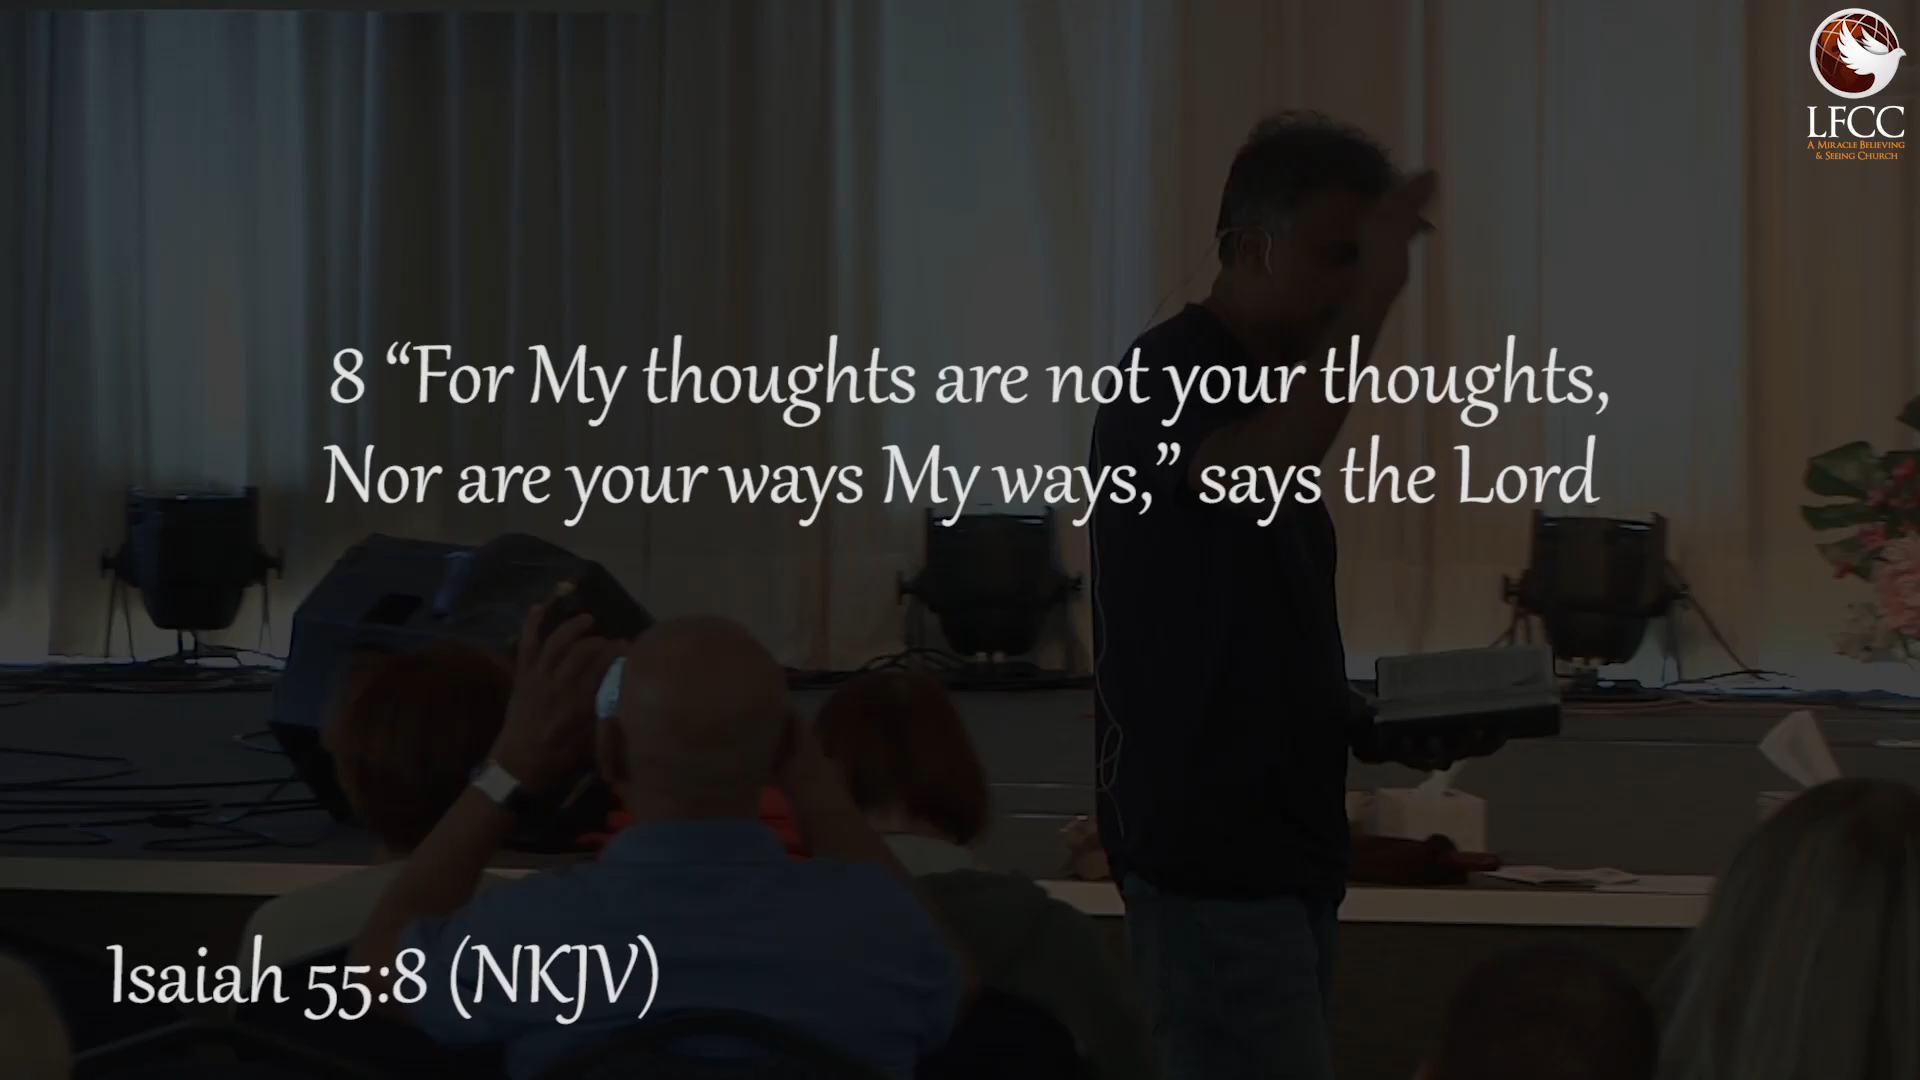 LFCC
A Miracle Believing
& Seeing Church
8 “For My thoughts are not your thoughts,
Nor are your ways My ways,” says the Lord
Isaiah 55:8 (NKJV)